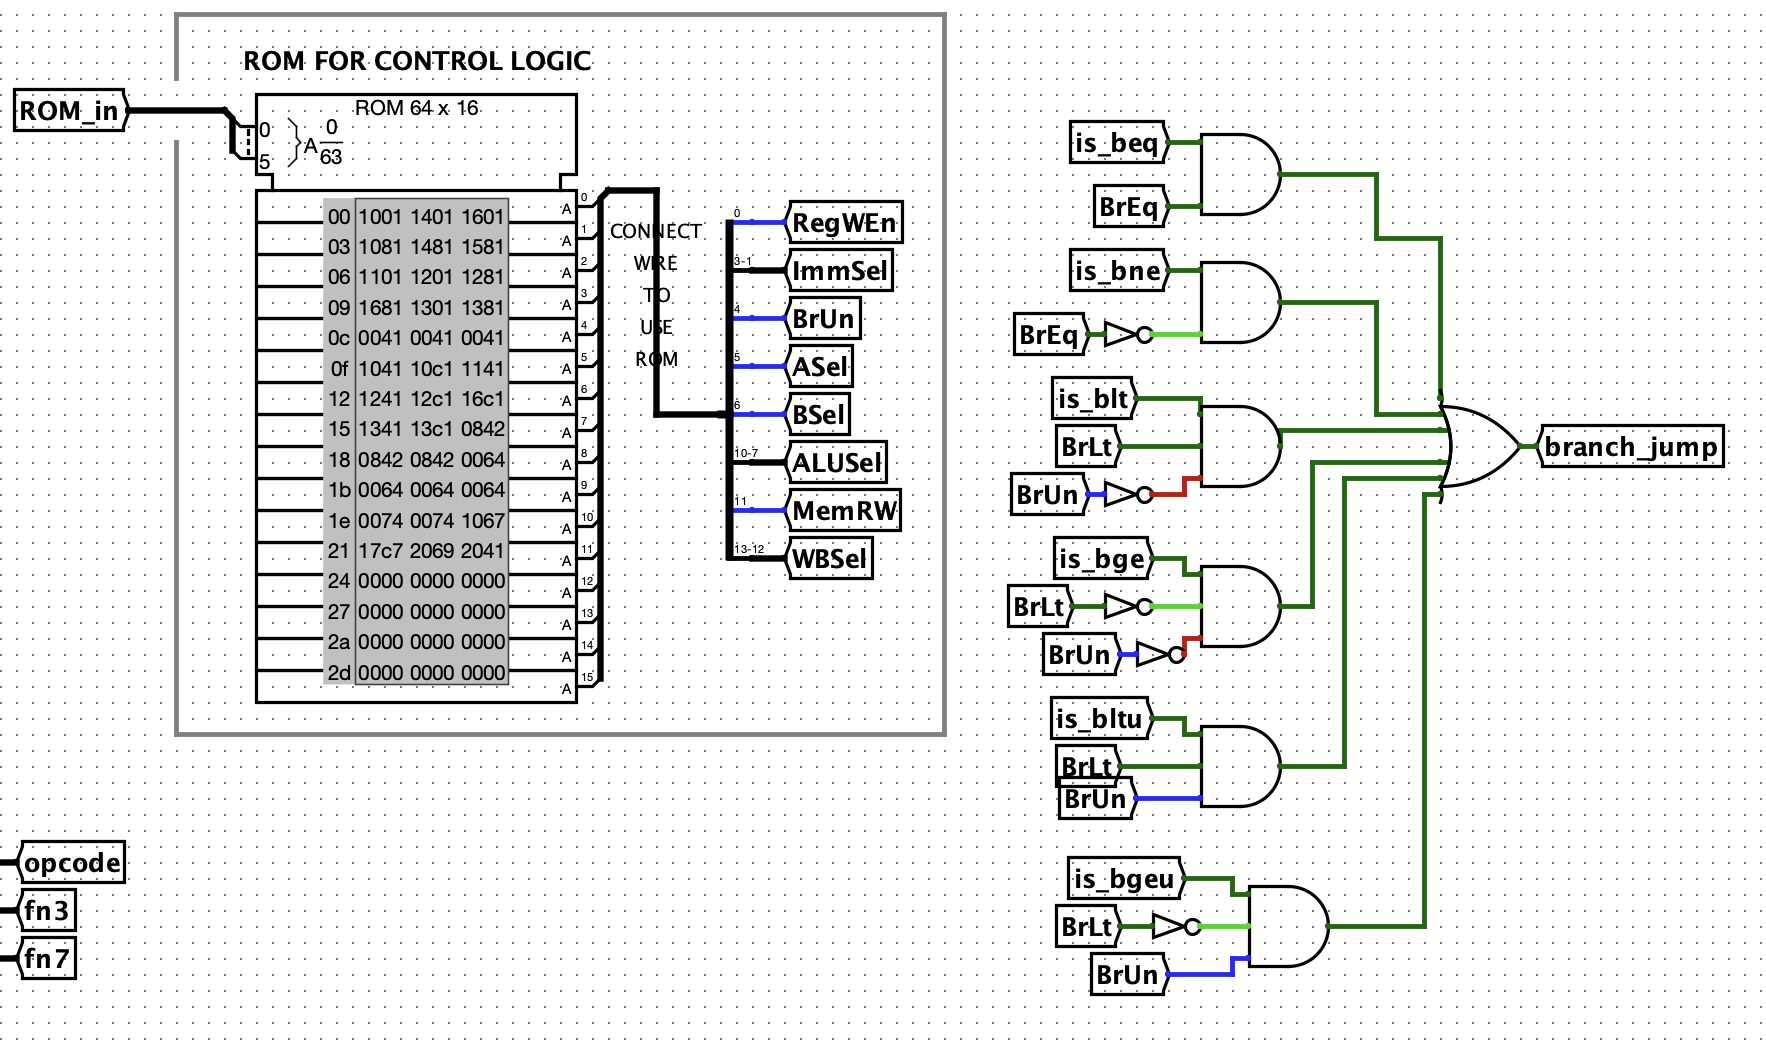 ROM FOR CONTROL LOGIC
ROM_in
ROM 64 x 16
0
5
A
0
63
00 1001 1401 1601
03 1081 1481 1581
06 1101 1201 1281
09 1681 1301 1381
0c 0041 0041 0041
0f 1041 10c1 1141
12 1241 12c1 16c1
15 1341 13c1 0842
18 0842 0842 0064
1b 0064 0064 0064
1e 0074 0074 1067
21 17c7 2069 2041
24 0000 0000 0000
27 0000 0000 0000
2a 0000 0000 0000
2d 0000 0000 0000
A 0
A 1
A 2
A 3
A 4
A 5
A 6
A 7
A 8
A 9
A 10
A 11
A 12
A 13
A 14
A 15
CONNECT
WIRE
TO
USE
ROM
0 RegWEn
3-1 ImmSel
4 BrUn
5 ASel
6 BSel
10-7 ALUSel
11 MemRW
13-12 WBSel
opcode
fn3
fn7
is_beq
BrEq
is_bne
BrEq
is_blt
BrLt
BrUn
is_bge
BrLt
BrUn
is_bltu
BrLt
BrUn
is_bgeu
BrLt
BrUn
branch_jump